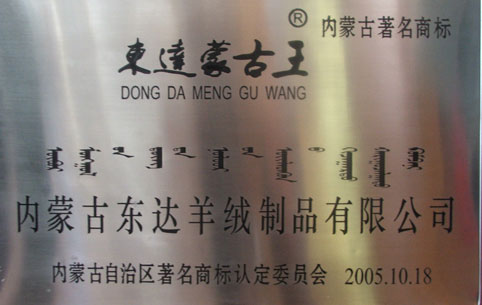 内蒙古著名商标
東達蒙古王®
DONG DA MENG GU WANG
内蒙古东达羊绒制品有限公司
内蒙古自治区著名商标认定委员会 2005.10.18